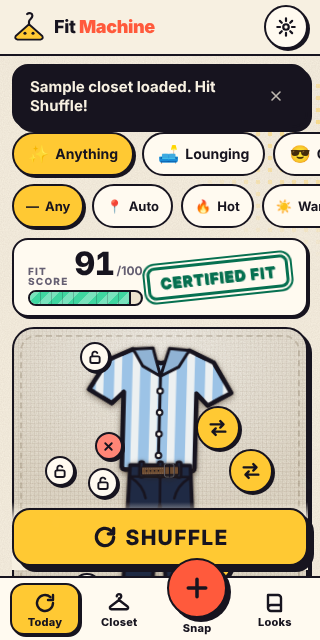 Fit Machine
Sample closet loaded. Hit
Shuffle!
Anything
Lounging
— Any
Auto
Hot
FIT
SCORE
91 /100
CERTIFIED FIT
SHUFFLE
Today
Closet
Snap
Looks